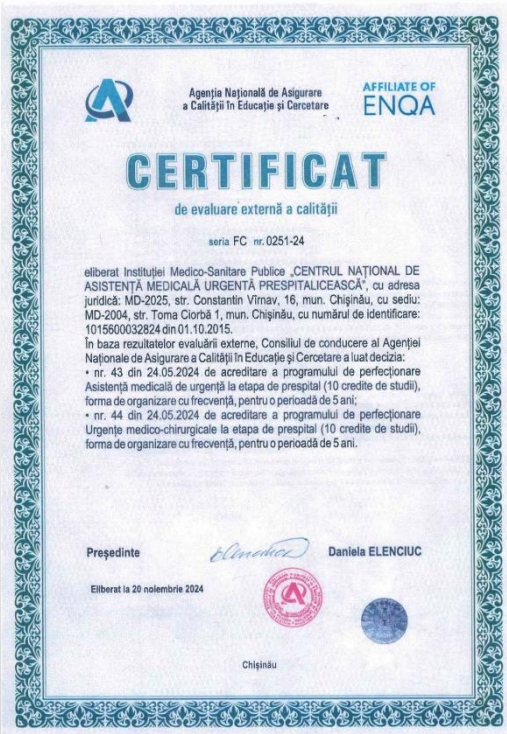 Agenția Națională de Asigurare
a Calității în Educație și Cercetare
AFFILIATE OF
ENQA
CERTIFICAT
de evaluare externă a calității
seria FC nr. 0251-24
eliberat Instituției Medico-Sanitare Publice „CENTRUL NAȚIONAL DE
ASISTENȚĂ MEDICALĂ URGENTĂ PRESPITALICEASCĂ”, cu adresa
juridică: MD-2025, str. Constantin Vîrnav, 16, mun. Chișinău, cu sediu:
MD-2004, str. Toma Ciorbă 1, mun. Chișinău, cu numărul de identificare:
1015600032824 din 01.10.2015.
În baza rezultatelor evaluării externe, Consiliul de conducere al Agenției
Naționale de Asigurare a Calității în Educație și Cercetare a luat decizia:
• nr. 43 din 24.05.2024 de acreditare a programului de perfecționare
Asistență medicală de urgență la etapa de prespital (10 credite de studii),
forma de organizare cu frecvență, pentru o perioadă de 5 ani;
• nr. 44 din 24.05.2024 de acreditare a programului de perfecționare
Urgențe medico-chirurgicale la etapa de prespital (10 credite de studii),
forma de organizare cu frecvență, pentru o perioadă de 5 ani.
Președinte
Daniela ELENCIUC
Eliberat la 20 noiembrie 2024
Chișinău